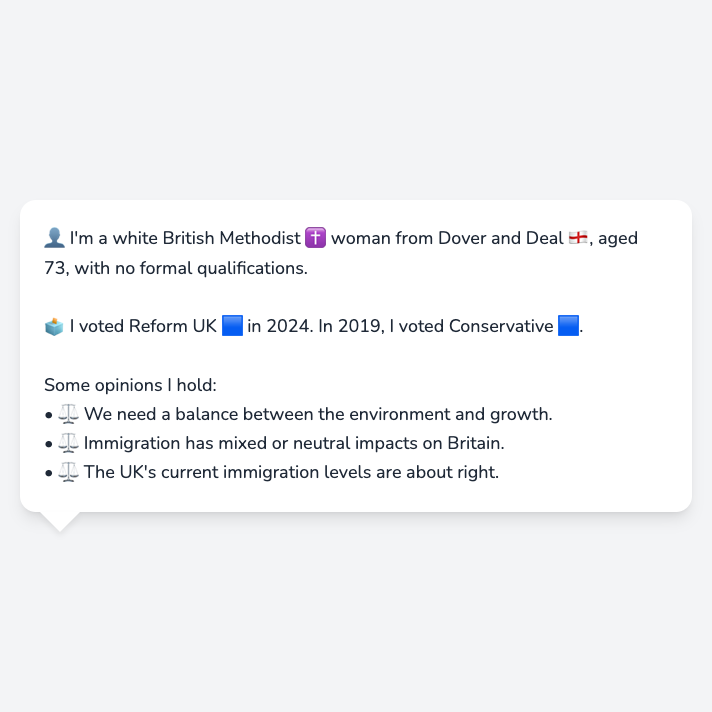 👤 I'm a white British Methodist ✝️ woman from Dover and Deal 🏴󠁧󠁢󠁥󠁮󠁧󠁿, aged
73, with no formal qualifications.
🗳️ I voted Reform UK 🟦 in 2024. In 2019, I voted Conservative 🟦.
Some opinions I hold:
• ⚖️ We need a balance between the environment and growth.
• ⚖️ Immigration has mixed or neutral impacts on Britain.
• ⚖️ The UK's current immigration levels are about right.